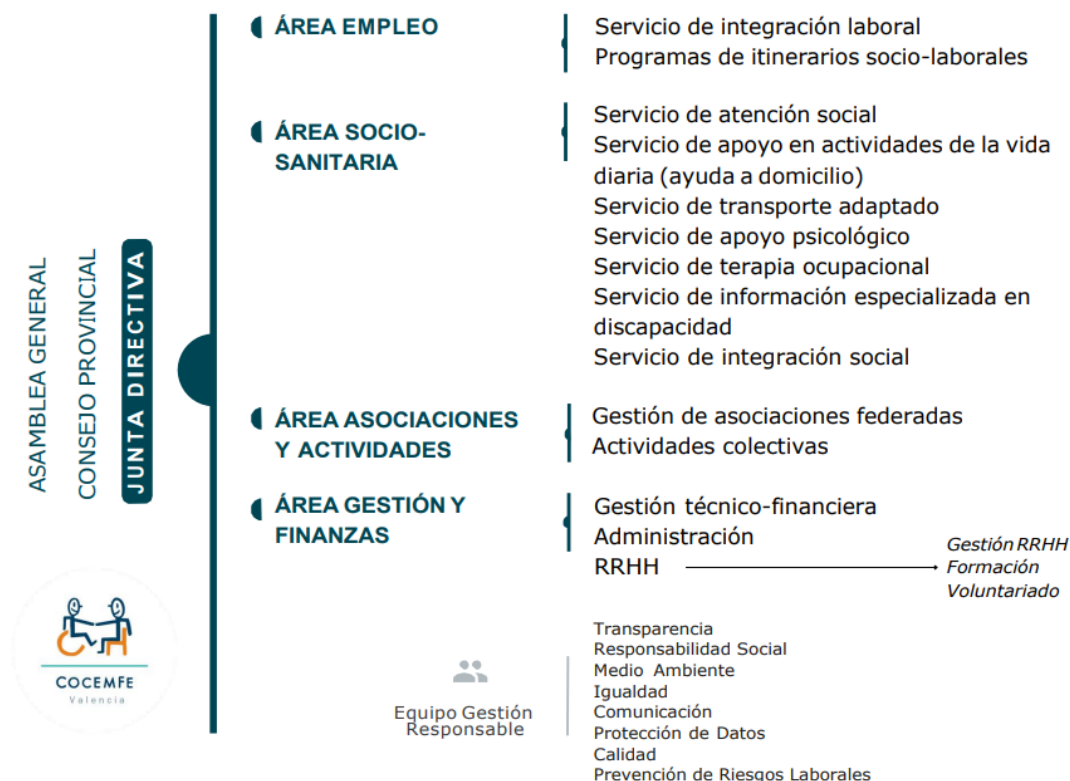 ASAMBLEA GENERAL
CONSEJO PROVINCIAL
JUNTA DIRECTIVA
ÁREA EMPLEO
Servicio de integración laboral
Programas de itinerarios socio-laborales
ÁREA SOCIO-
SANITARIA
Servicio de atención social
Servicio de apoyo en actividades de la vida
diaria (ayuda a domicilio)
Servicio de transporte adaptado
Servicio de apoyo psicológico
Servicio de terapia ocupacional
Servicio de información especializada en
discapacidad
Servicio de integración social
ÁREA ASOCIACIONES
Y ACTIVIDADES
Gestión de asociaciones federadas
Actividades colectivas
ÁREA GESTIÓN Y
FINANZAS
Gestión técnico-financiera
Administración
RRHH
Gestión RRHH
Formación
Voluntariado
Equipo Gestión
Responsable
Transparencia
Responsabilidad Social
Medio Ambiente
Igualdad
Comunicación
Protección de Datos
Calidad
Prevención de Riesgos Laborales
COCEMFE
Valencia